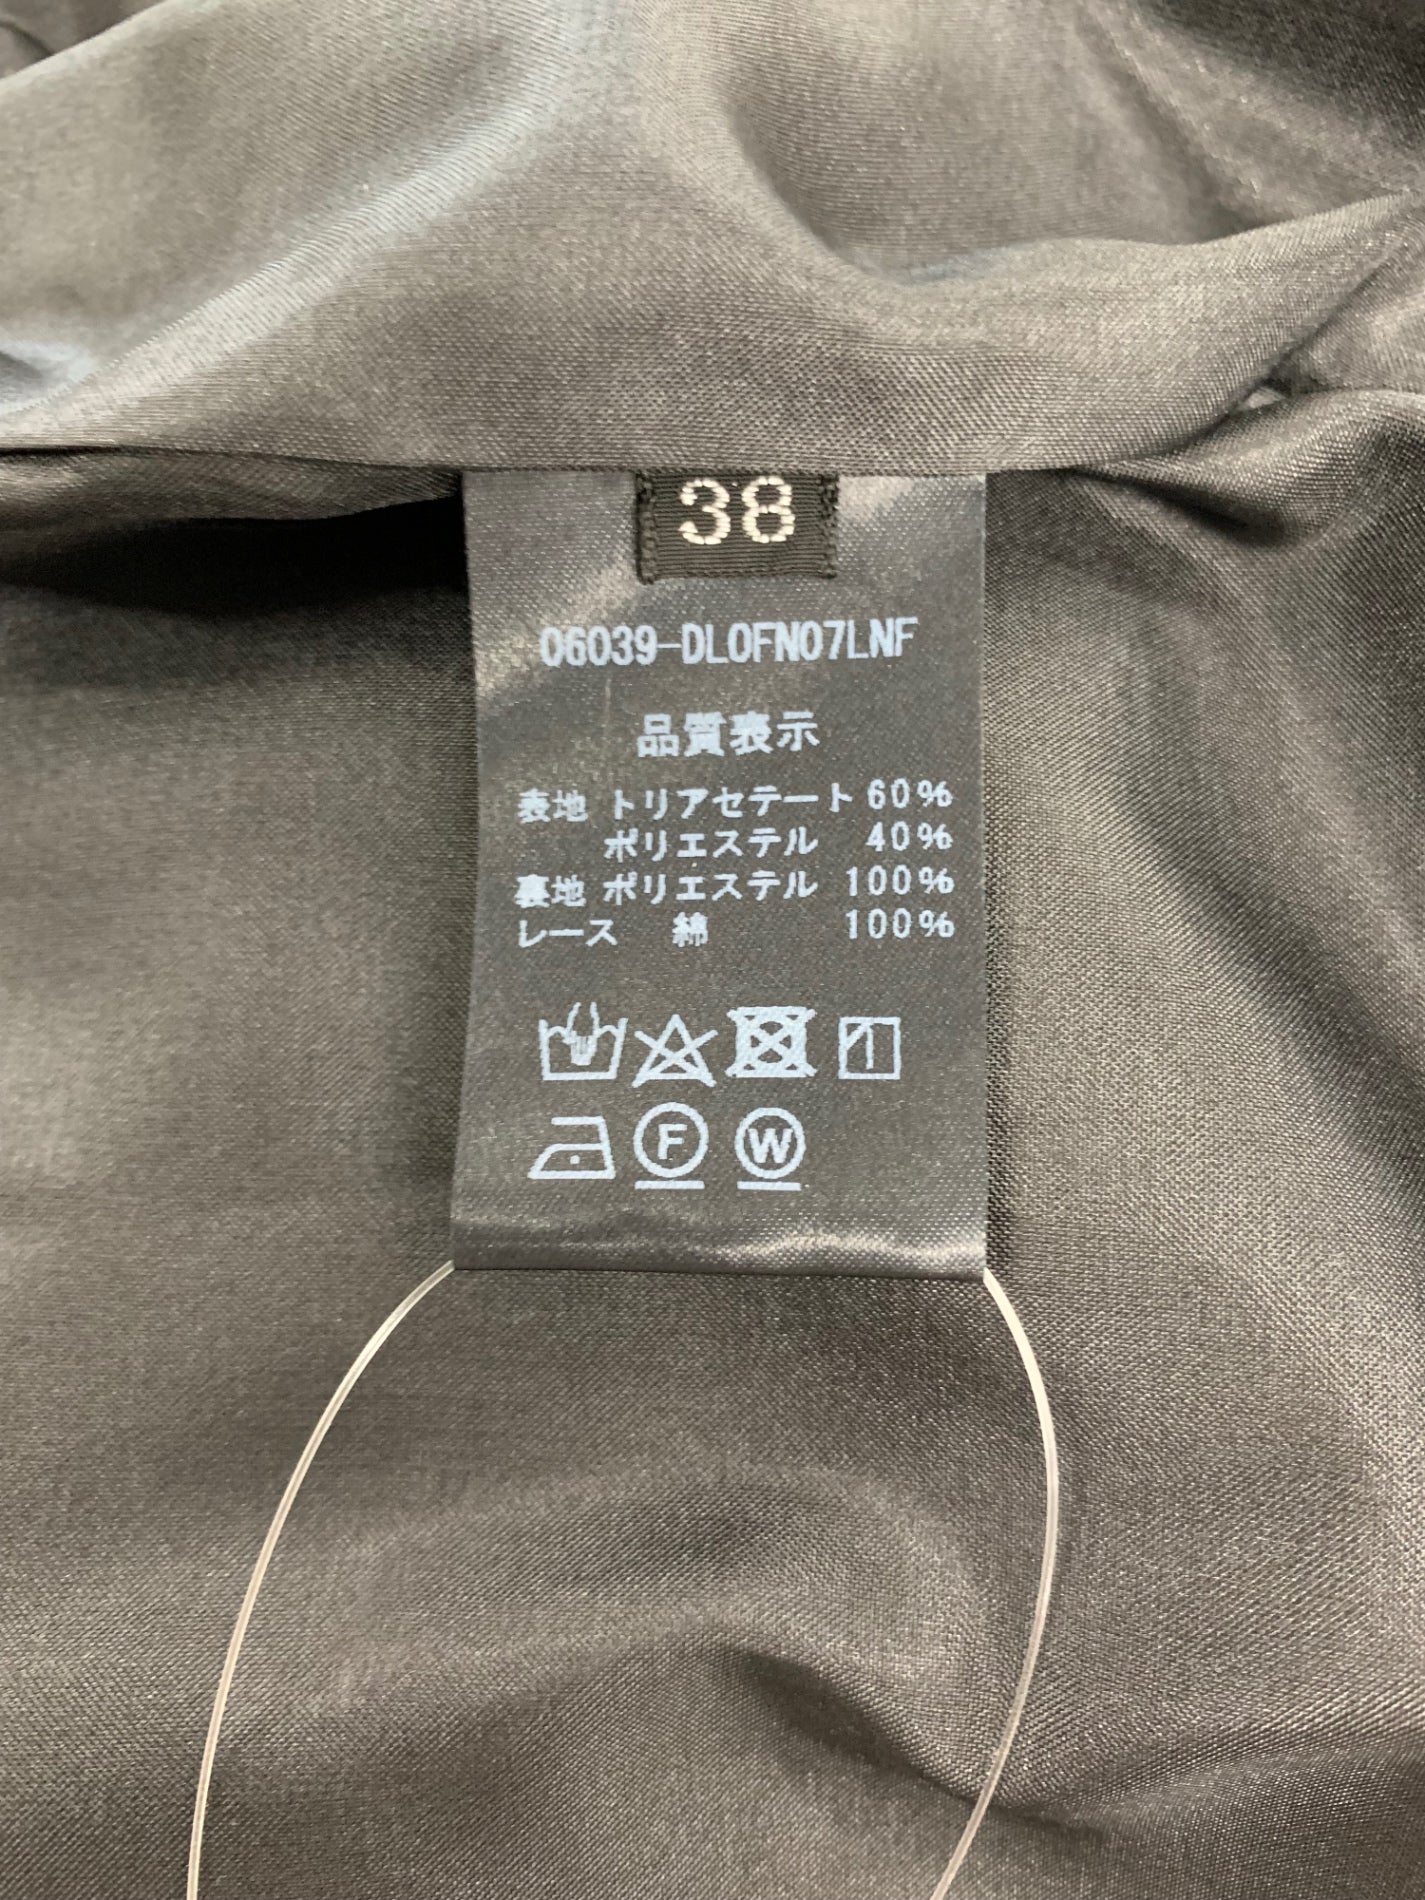 38
06039-DLOFN07LNF
品質表示
表地 トリアセテート 60%
ポリエステル 40%
裏地 ポリエステル 100%
レース 綿 100%
F W